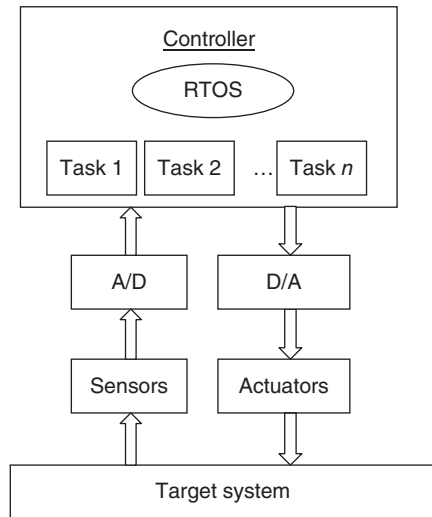 Controller
RTOS
Task 1 Task 2 ... Task n
A/D D/A
Sensors Actuators
Target system